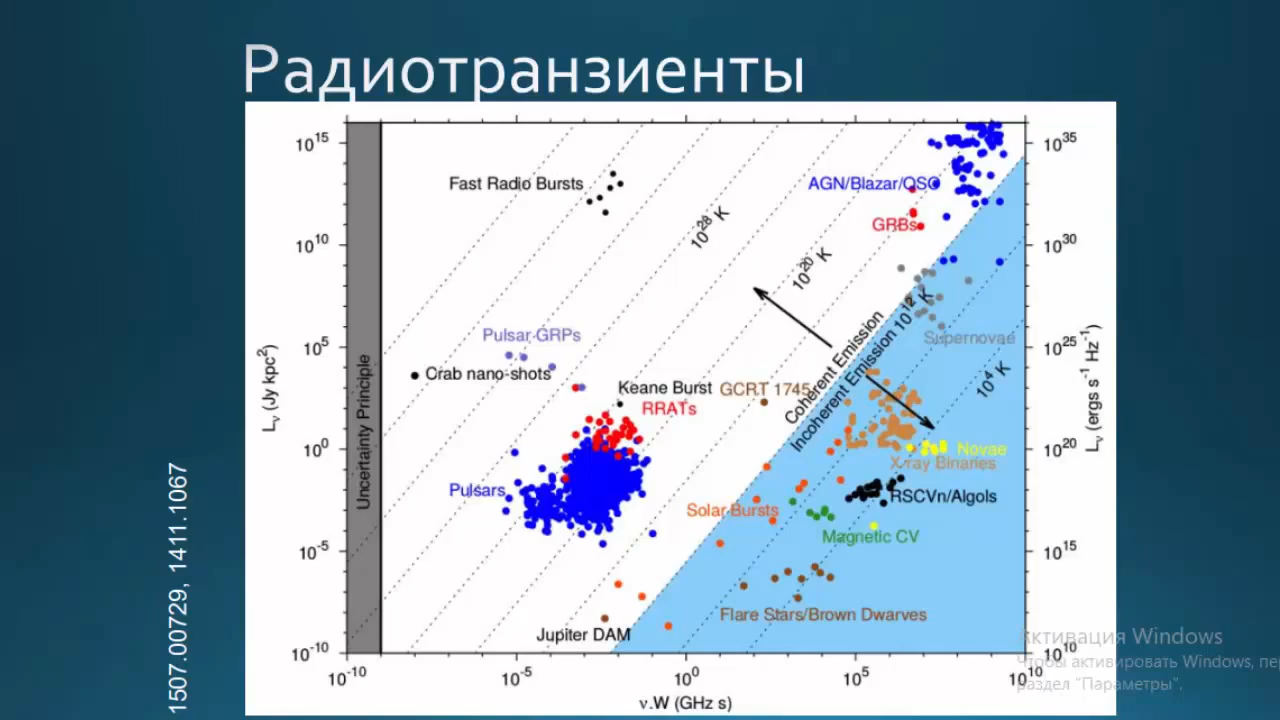 Радиотранзиенты
10^15
10^10
10^5
10^0
10^-5
10^-10
L_ν (Jy kpc^2)
Uncertainty Principle
Fast Radio Bursts
AGN/Blazar/QSO
GRBs
10^28 K
10^20 K
10^12 K
10^4 K
Coherent Emission
Incoherent Emission
Pulsar GRPs
Crab nano-shots
Keane Burst
GCRT 1745
RRATs
Supernovae
Novae
X-ray Binaries
Pulsars
RSCVn/Algols
Solar Bursts
Magnetic CV
Flare Stars/Brown Dwarves
Jupiter DAM
10^35
10^30
10^25
10^20
10^15
10^10
L_ν (ergs s^-1 Hz^-1)
10^-10
10^-5
10^0
10^5
10^10
ν.W (GHz s)
1507.00729, 1411.1067
Активация Windows
Чтобы активировать Windows, пе
раздел "Параметры".